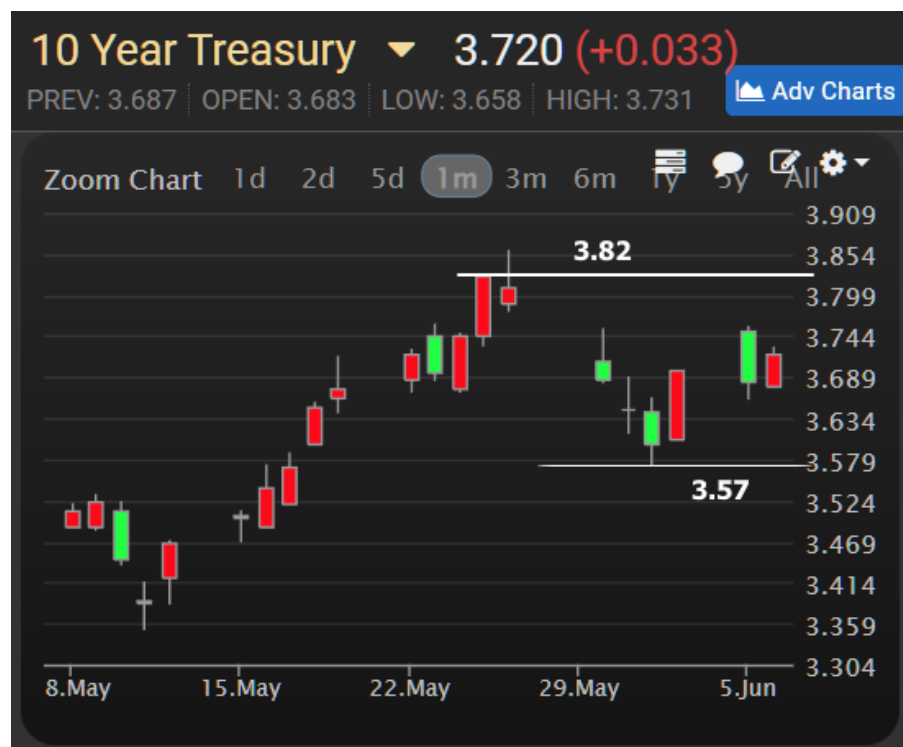 10 Year Treasury 3.720 (+0.033)
PREV: 3.687 OPEN: 3.683 LOW: 3.658 HIGH: 3.731
Adv Charts
Zoom Chart 1d 2d 5d 1m 3m 6m 1y 5y All
3.909
3.82
3.854
3.799
3.744
3.689
3.634
3.579
3.57
3.524
3.469
3.414
3.359
3.304
8.May 15.May 22.May 29.May 5.Jun